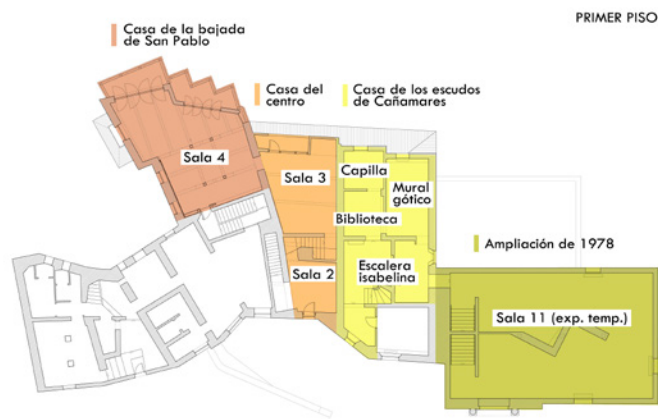 PRIMER PISO
Casa de la bajada
de San Pablo
Casa del
centro
Casa de los escudos
de Cañamares
Sala 4
Sala 3
Capilla
Mural
gótico
Biblioteca
Ampliación de 1978
Sala 2
Escalera
isabelina
Sala 11 (exp. temp.)